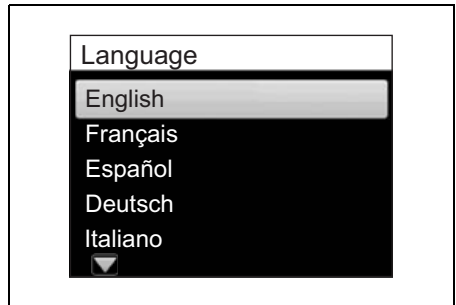 Language
English
Français
Español
Deutsch
Italiano